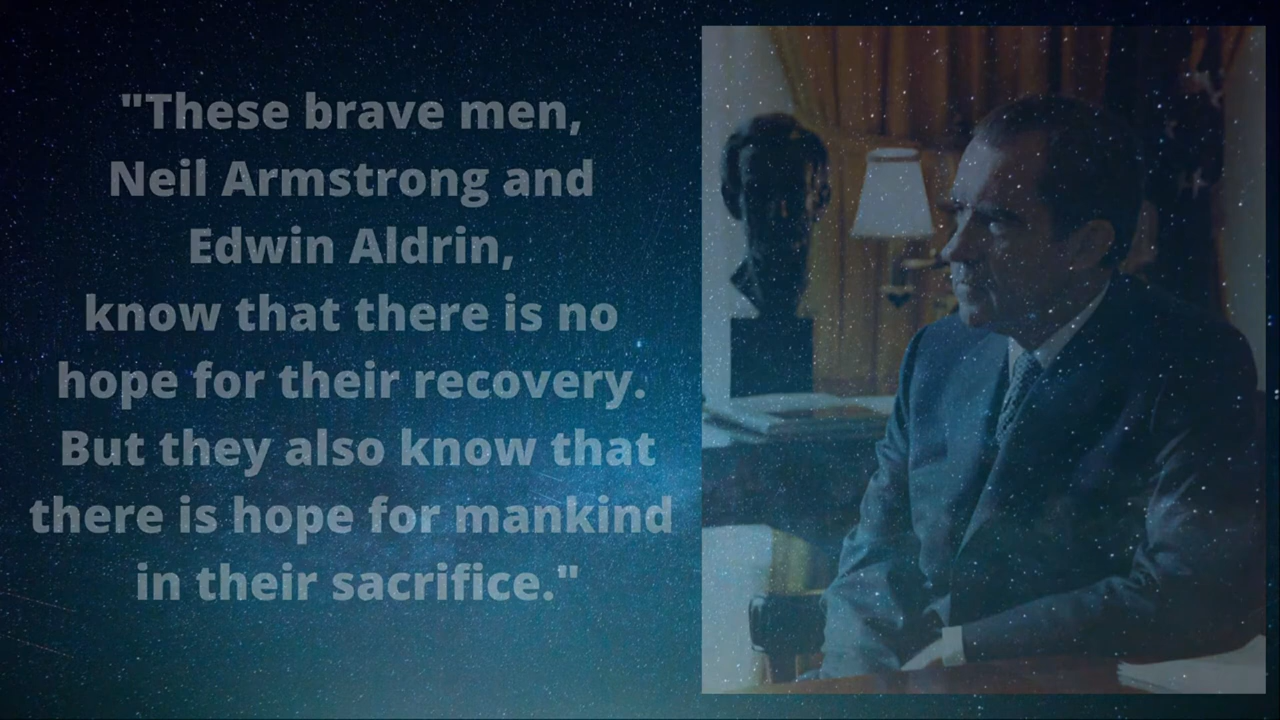 "These brave men,
Neil Armstrong and
Edwin Aldrin,
know that there is no
hope for their recovery.
But they also know that
there is hope for mankind
in their sacrifice."